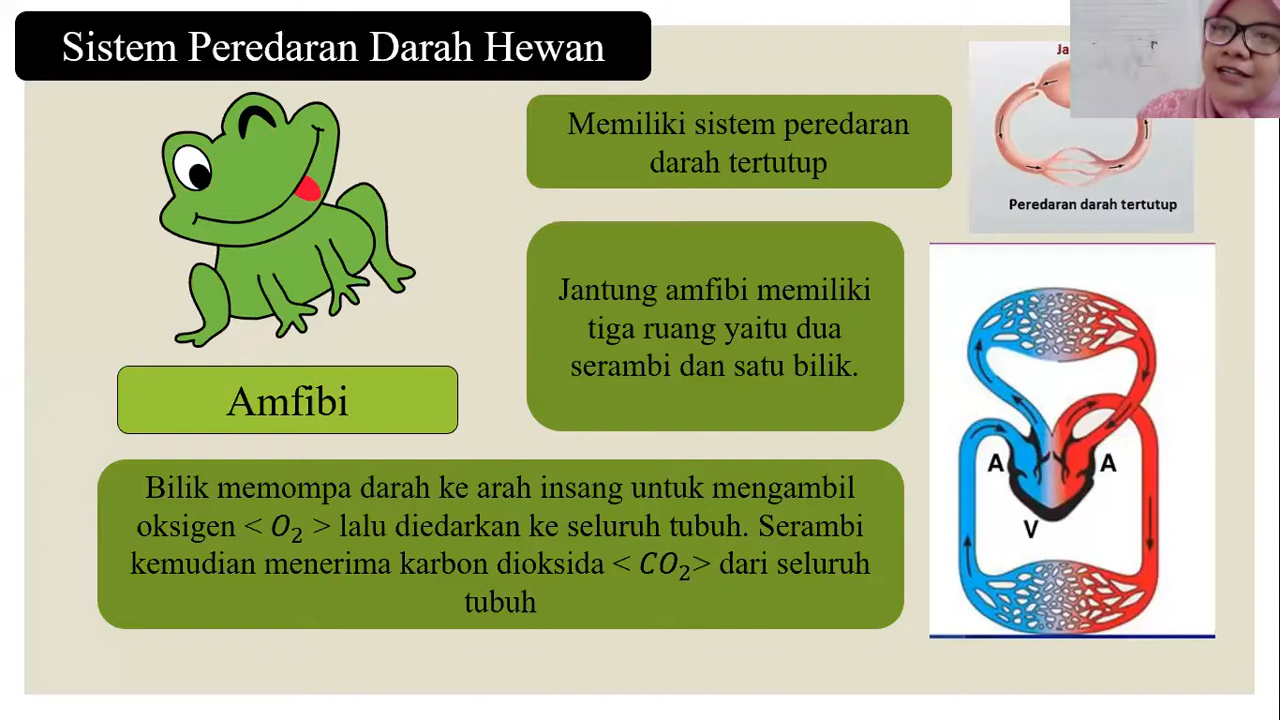 Sistem Peredaran Darah Hewan
Memiliki sistem peredaran
darah tertutup
Peredaran darah tertutup
Jantung amfibi memiliki
tiga ruang yaitu dua
serambi dan satu bilik.
Amfibi
A
A
V
Bilik memompa darah ke arah insang untuk mengambil
oksigen < O₂ > lalu diedarkan ke seluruh tubuh. Serambi
kemudian menerima karbon dioksida < CO₂> dari seluruh
tubuh